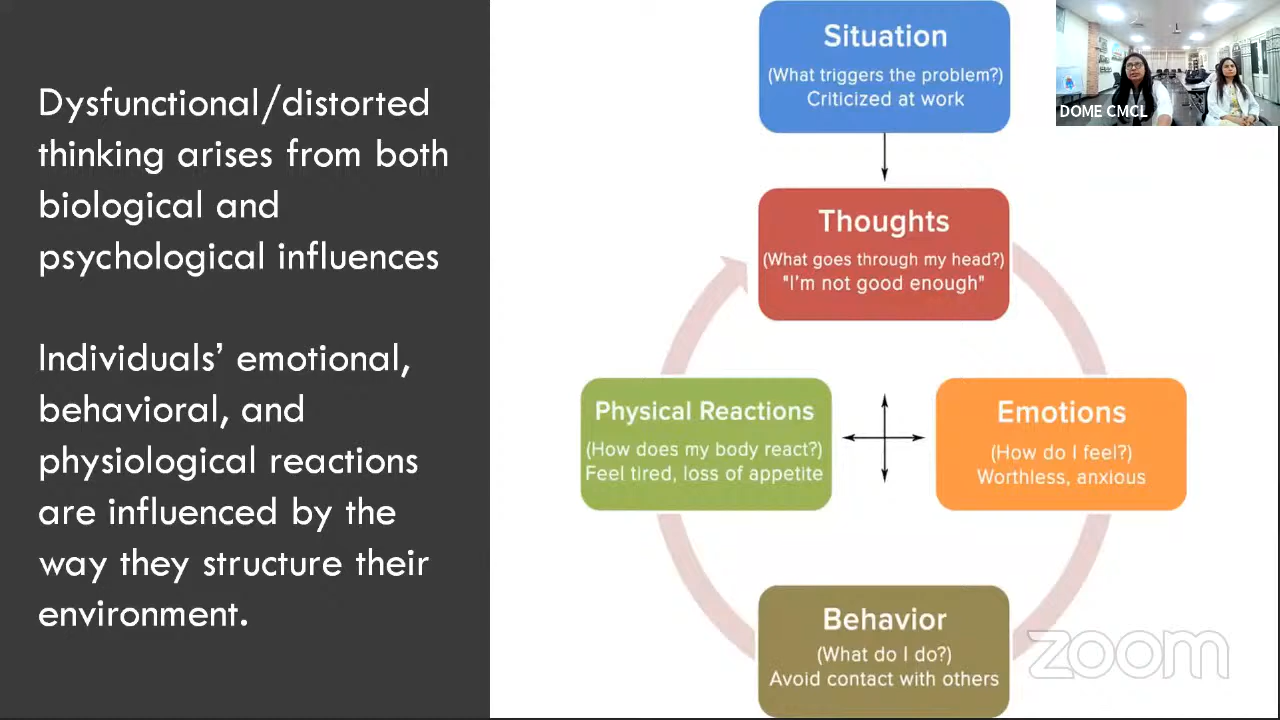 Dysfunctional/distorted
thinking arises from both
biological and
psychological influences
Individuals’ emotional,
behavioral, and
physiological reactions
are influenced by the
way they structure their
environment.
Situation
(What triggers the problem?)
Criticized at work
Thoughts
(What goes through my head?)
"I'm not good enough"
Physical Reactions
(How does my body react?)
Feel tired, loss of appetite
Emotions
(How do I feel?)
Worthless, anxious
Behavior
(What do I do?)
Avoid contact with others
DOME CMCL
zoom